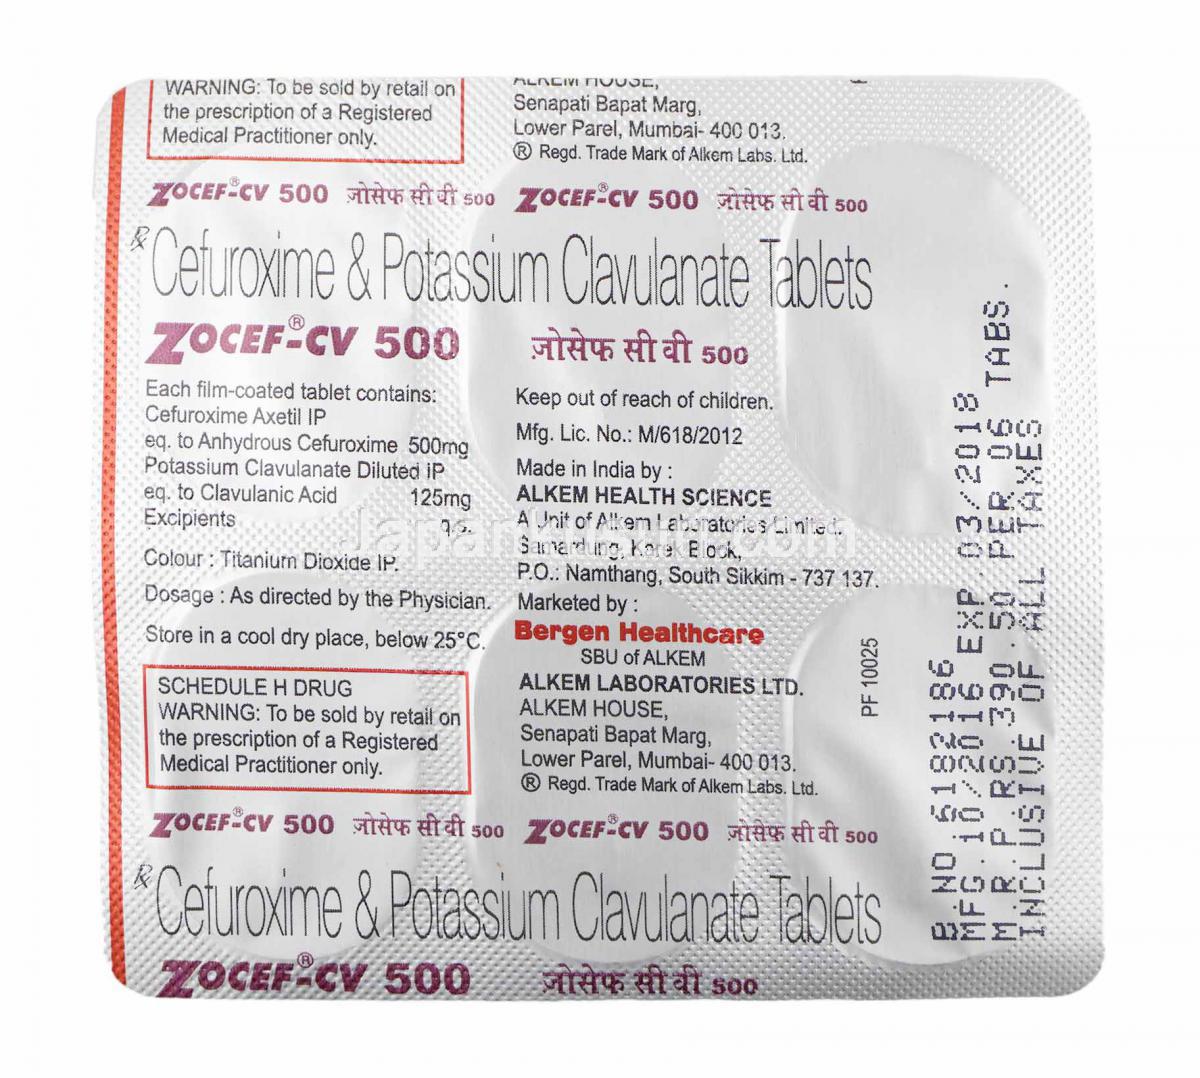 WARNING: To be sold by retail on
the prescription of a Registered
Medical Practitioner only.
ALKEM HOUSE,
Senapati Bapat Marg,
Lower Parel, Mumbai- 400 013.
® Regd. Trade Mark of Alkem Labs. Ltd.
ZOCEF®-CV 500 ज़ोसेफ सी वी 500 ZOCEF®-CV 500 ज़ोसेफ सी वी 500
℞ Cefuroxime & Potassium Clavulanate Tablets
ZOCEF®-CV 500 ज़ोसेफ सी वी 500
Each film-coated tablet contains:
Cefuroxime Axetil IP
eq. to Anhydrous Cefuroxime 500mg
Potassium Clavulanate Diluted IP
eq. to Clavulanic Acid 125mg
Excipients q.s.
Colour : Titanium Dioxide IP.
Dosage : As directed by the Physician.
Store in a cool dry place, below 25°C.
SCHEDULE H DRUG
WARNING: To be sold by retail on
the prescription of a Registered
Medical Practitioner only.
Keep out of reach of children.
Mfg. Lic. No.: M/618/2012
Made in India by :
ALKEM HEALTH SCIENCE
A Unit of Alkem Laboratories Limited.
Samardung, Karek Block,
P.O.: Namthang, South Sikkim - 737 137.
Marketed by :
Bergen Healthcare
SBU of ALKEM
ALKEM LABORATORIES LTD.
ALKEM HOUSE,
Senapati Bapat Marg,
Lower Parel, Mumbai- 400 013.
® Regd. Trade Mark of Alkem Labs. Ltd.
PF 10025
B.NO 6182186
MFG.10/2016 EXP.03/2018
M.R.P.RS.390.50 PER 06 TABS.
INCLUSIVE OF ALL TAXES
ZOCEF®-CV 500 ज़ोसेफ सी वी 500 ZOCEF®-CV 500 ज़ोसेफ सी वी 500
℞ Cefuroxime & Potassium Clavulanate Tablets
ZOCEF®-CV 500 ज़ोसेफ सी वी 500